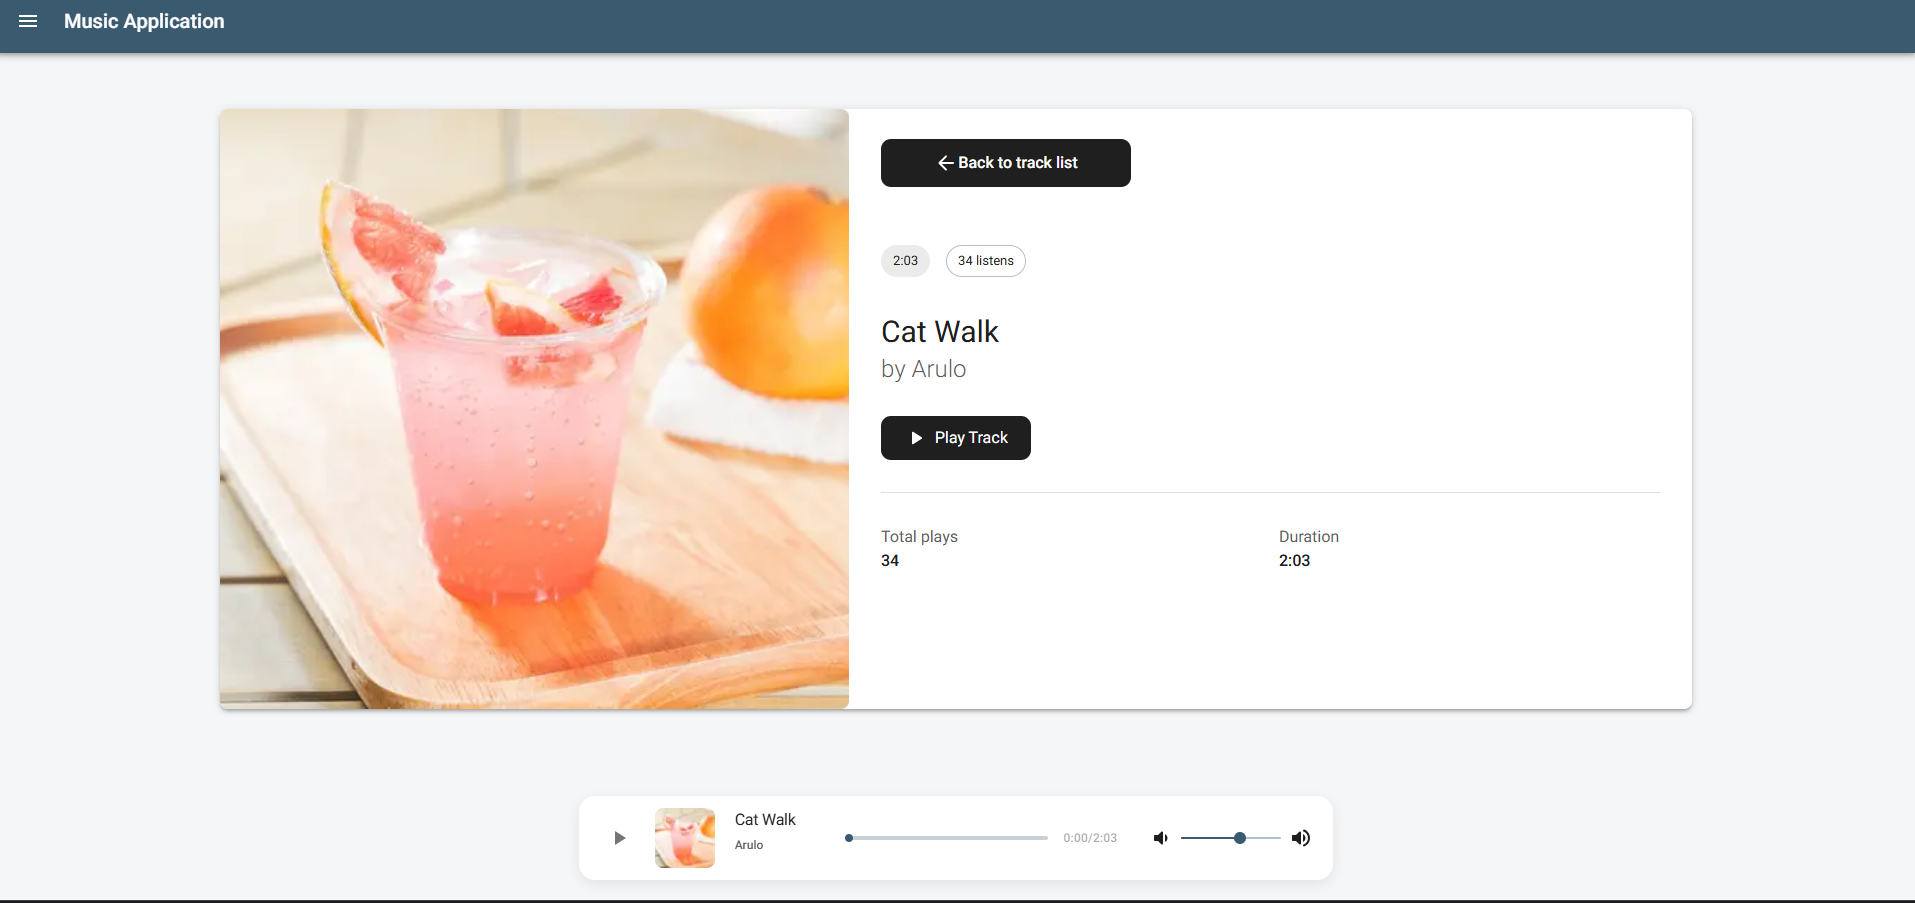 Music Application
Back to track list
2:03
34 listens
Cat Walk
by Arulo
Play Track
Total plays
34
Duration
2:03
Cat Walk
Arulo
0:00/2:03